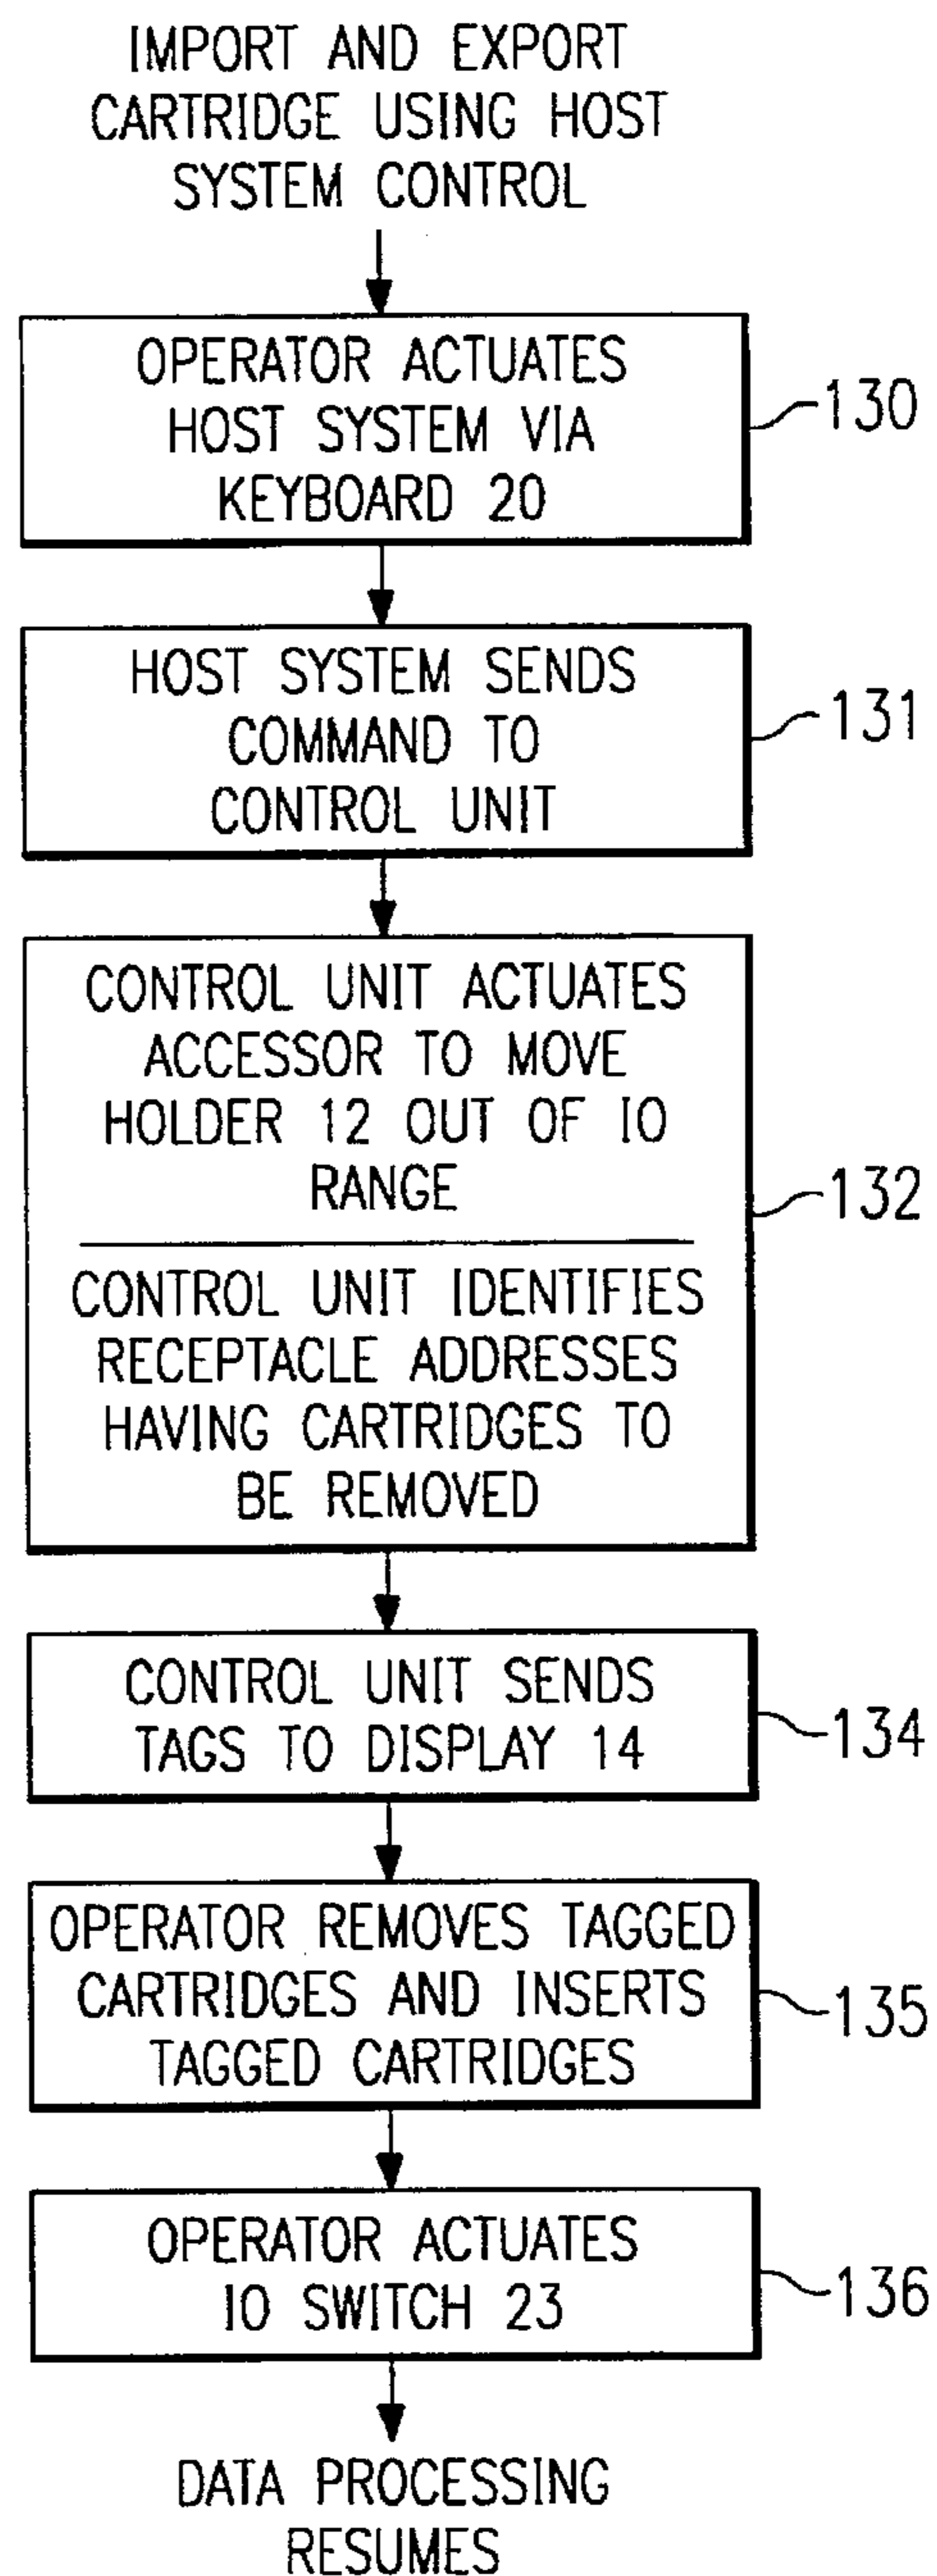 IMPORT AND EXPORT
CARTRIDGE USING HOST
SYSTEM CONTROL
OPERATOR ACTUATES
HOST SYSTEM VIA
KEYBOARD 20
130
HOST SYSTEM SENDS
COMMAND TO
CONTROL UNIT
131
CONTROL UNIT ACTUATES
ACCESSOR TO MOVE
HOLDER 12 OUT OF IO
RANGE
CONTROL UNIT IDENTIFIES
RECEPTACLE ADDRESSES
HAVING CARTRIDGES TO
BE REMOVED
132
CONTROL UNIT SENDS
TAGS TO DISPLAY 14
134
OPERATOR REMOVES TAGGED
CARTRIDGES AND INSERTS
TAGGED CARTRIDGES
135
OPERATOR ACTUATES
IO SWITCH 23
136
DATA PROCESSING
RESUMES